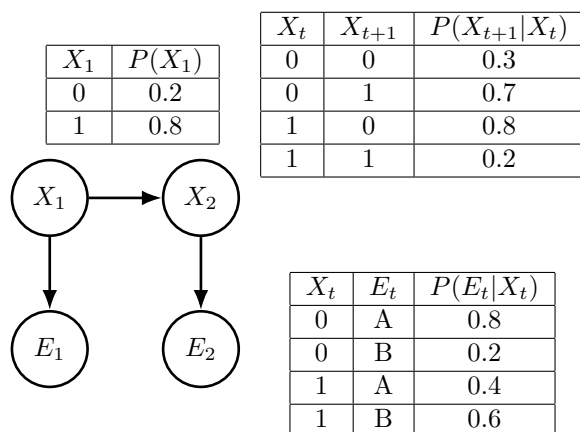 X_1 P(X_1)
0 0.2
1 0.8
X_t X_{t+1} P(X_{t+1}|X_t)
0 0 0.3
0 1 0.7
1 0 0.8
1 1 0.2
X_1 X_2
E_1 E_2
X_t E_t P(E_t|X_t)
0 A 0.8
0 B 0.2
1 A 0.4
1 B 0.6